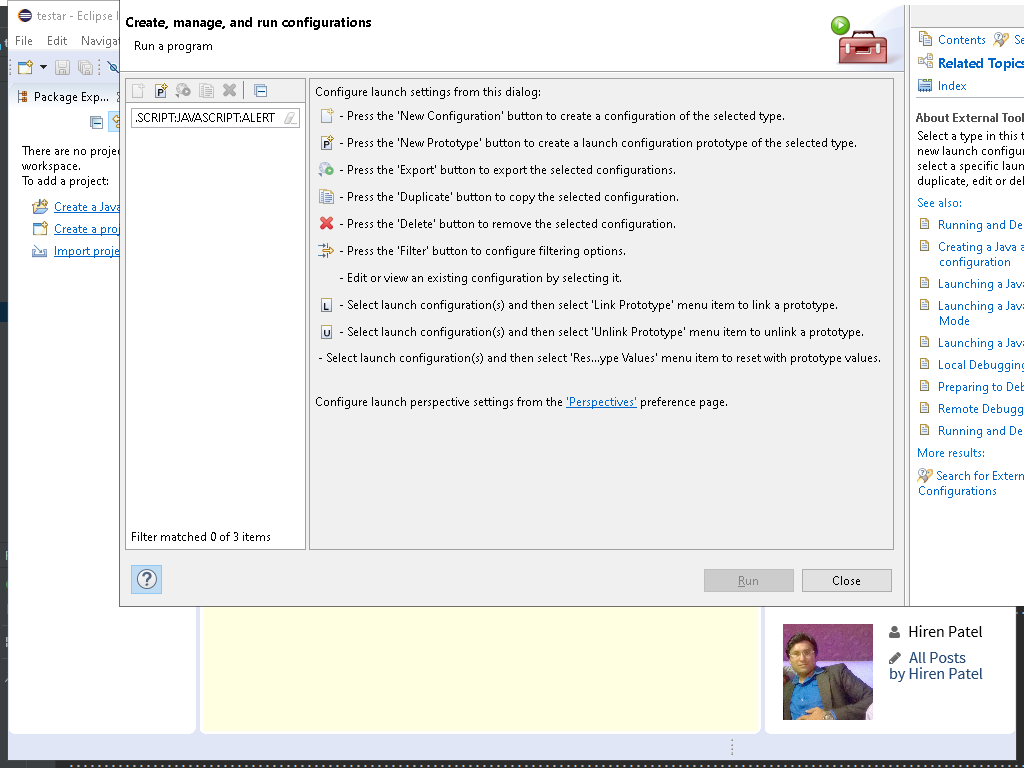 testar - Eclipse I
File Edit Naviga
Package Exp...
There are no proje
workspace.
To add a project:
Create a Java
Create a proj
Import proje
Create, manage, and run configurations
Run a program
.SCRIPT:JAVASCRIPT:ALERT
Filter matched 0 of 3 items
Configure launch settings from this dialog:
- Press the 'New Configuration' button to create a configuration of the selected type.
- Press the 'New Prototype' button to create a launch configuration prototype of the selected type.
- Press the 'Export' button to export the selected configurations.
- Press the 'Duplicate' button to copy the selected configuration.
- Press the 'Delete' button to remove the selected configuration.
- Press the 'Filter' button to configure filtering options.
- Edit or view an existing configuration by selecting it.
L - Select launch configuration(s) and then select 'Link Prototype' menu item to link a prototype.
U - Select launch configuration(s) and then select 'Unlink Prototype' menu item to unlink a prototype.
- Select launch configuration(s) and then select 'Res...ype Values' menu item to reset with prototype values.
Configure launch perspective settings from the 'Perspectives' preference page.
Run Close
Contents Se
Related Topics
Index
About External Tool
Select a type in this t
new launch configur
select a specific laun
duplicate, edit or del
See also:
Running and De
Creating a Java a
configuration
Launching a Java
Launching a Java
Mode
Launching a Java
Local Debugging
Preparing to Deb
Remote Debugg
Running and De
More results:
Search for Extern
Configurations
Hiren Patel
All Posts
by Hiren Patel